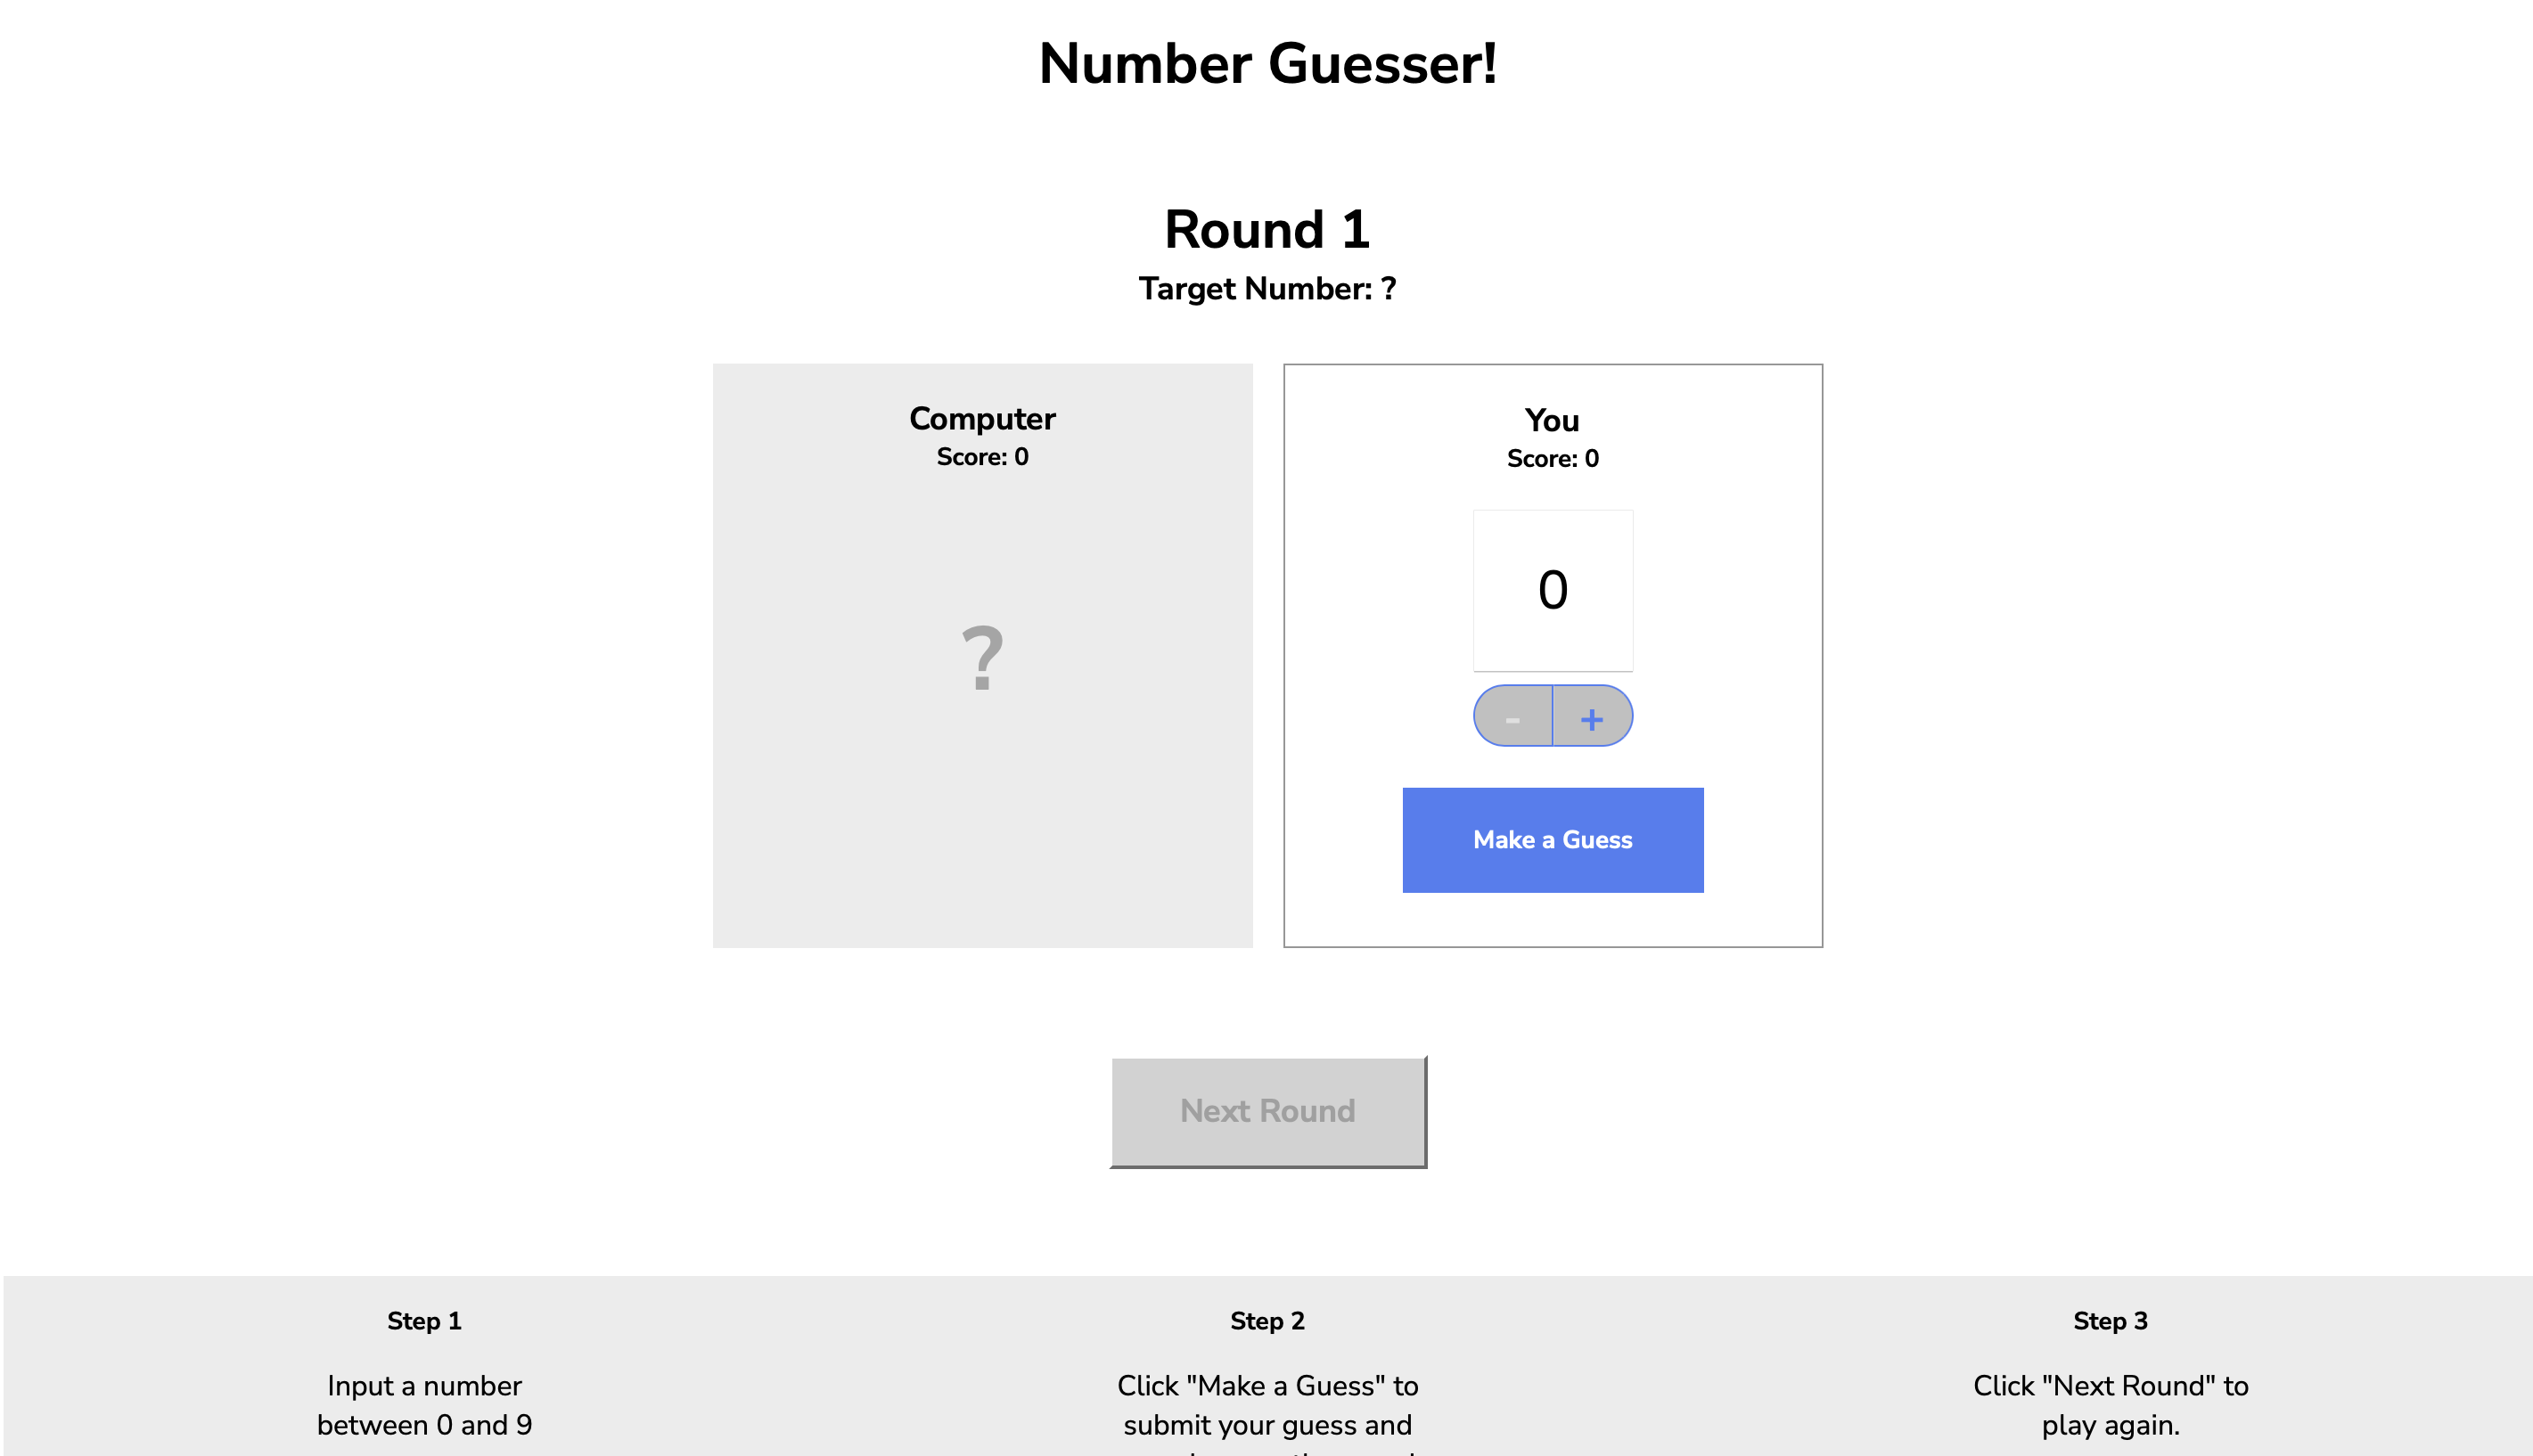 Number Guesser!
Round 1
Target Number: ?
Computer
Score: 0
?
You
Score: 0
0
- +
Make a Guess
Next Round
Step 1
Input a number
between 0 and 9
Step 2
Click "Make a Guess" to
submit your guess and
Step 3
Click "Next Round" to
play again.